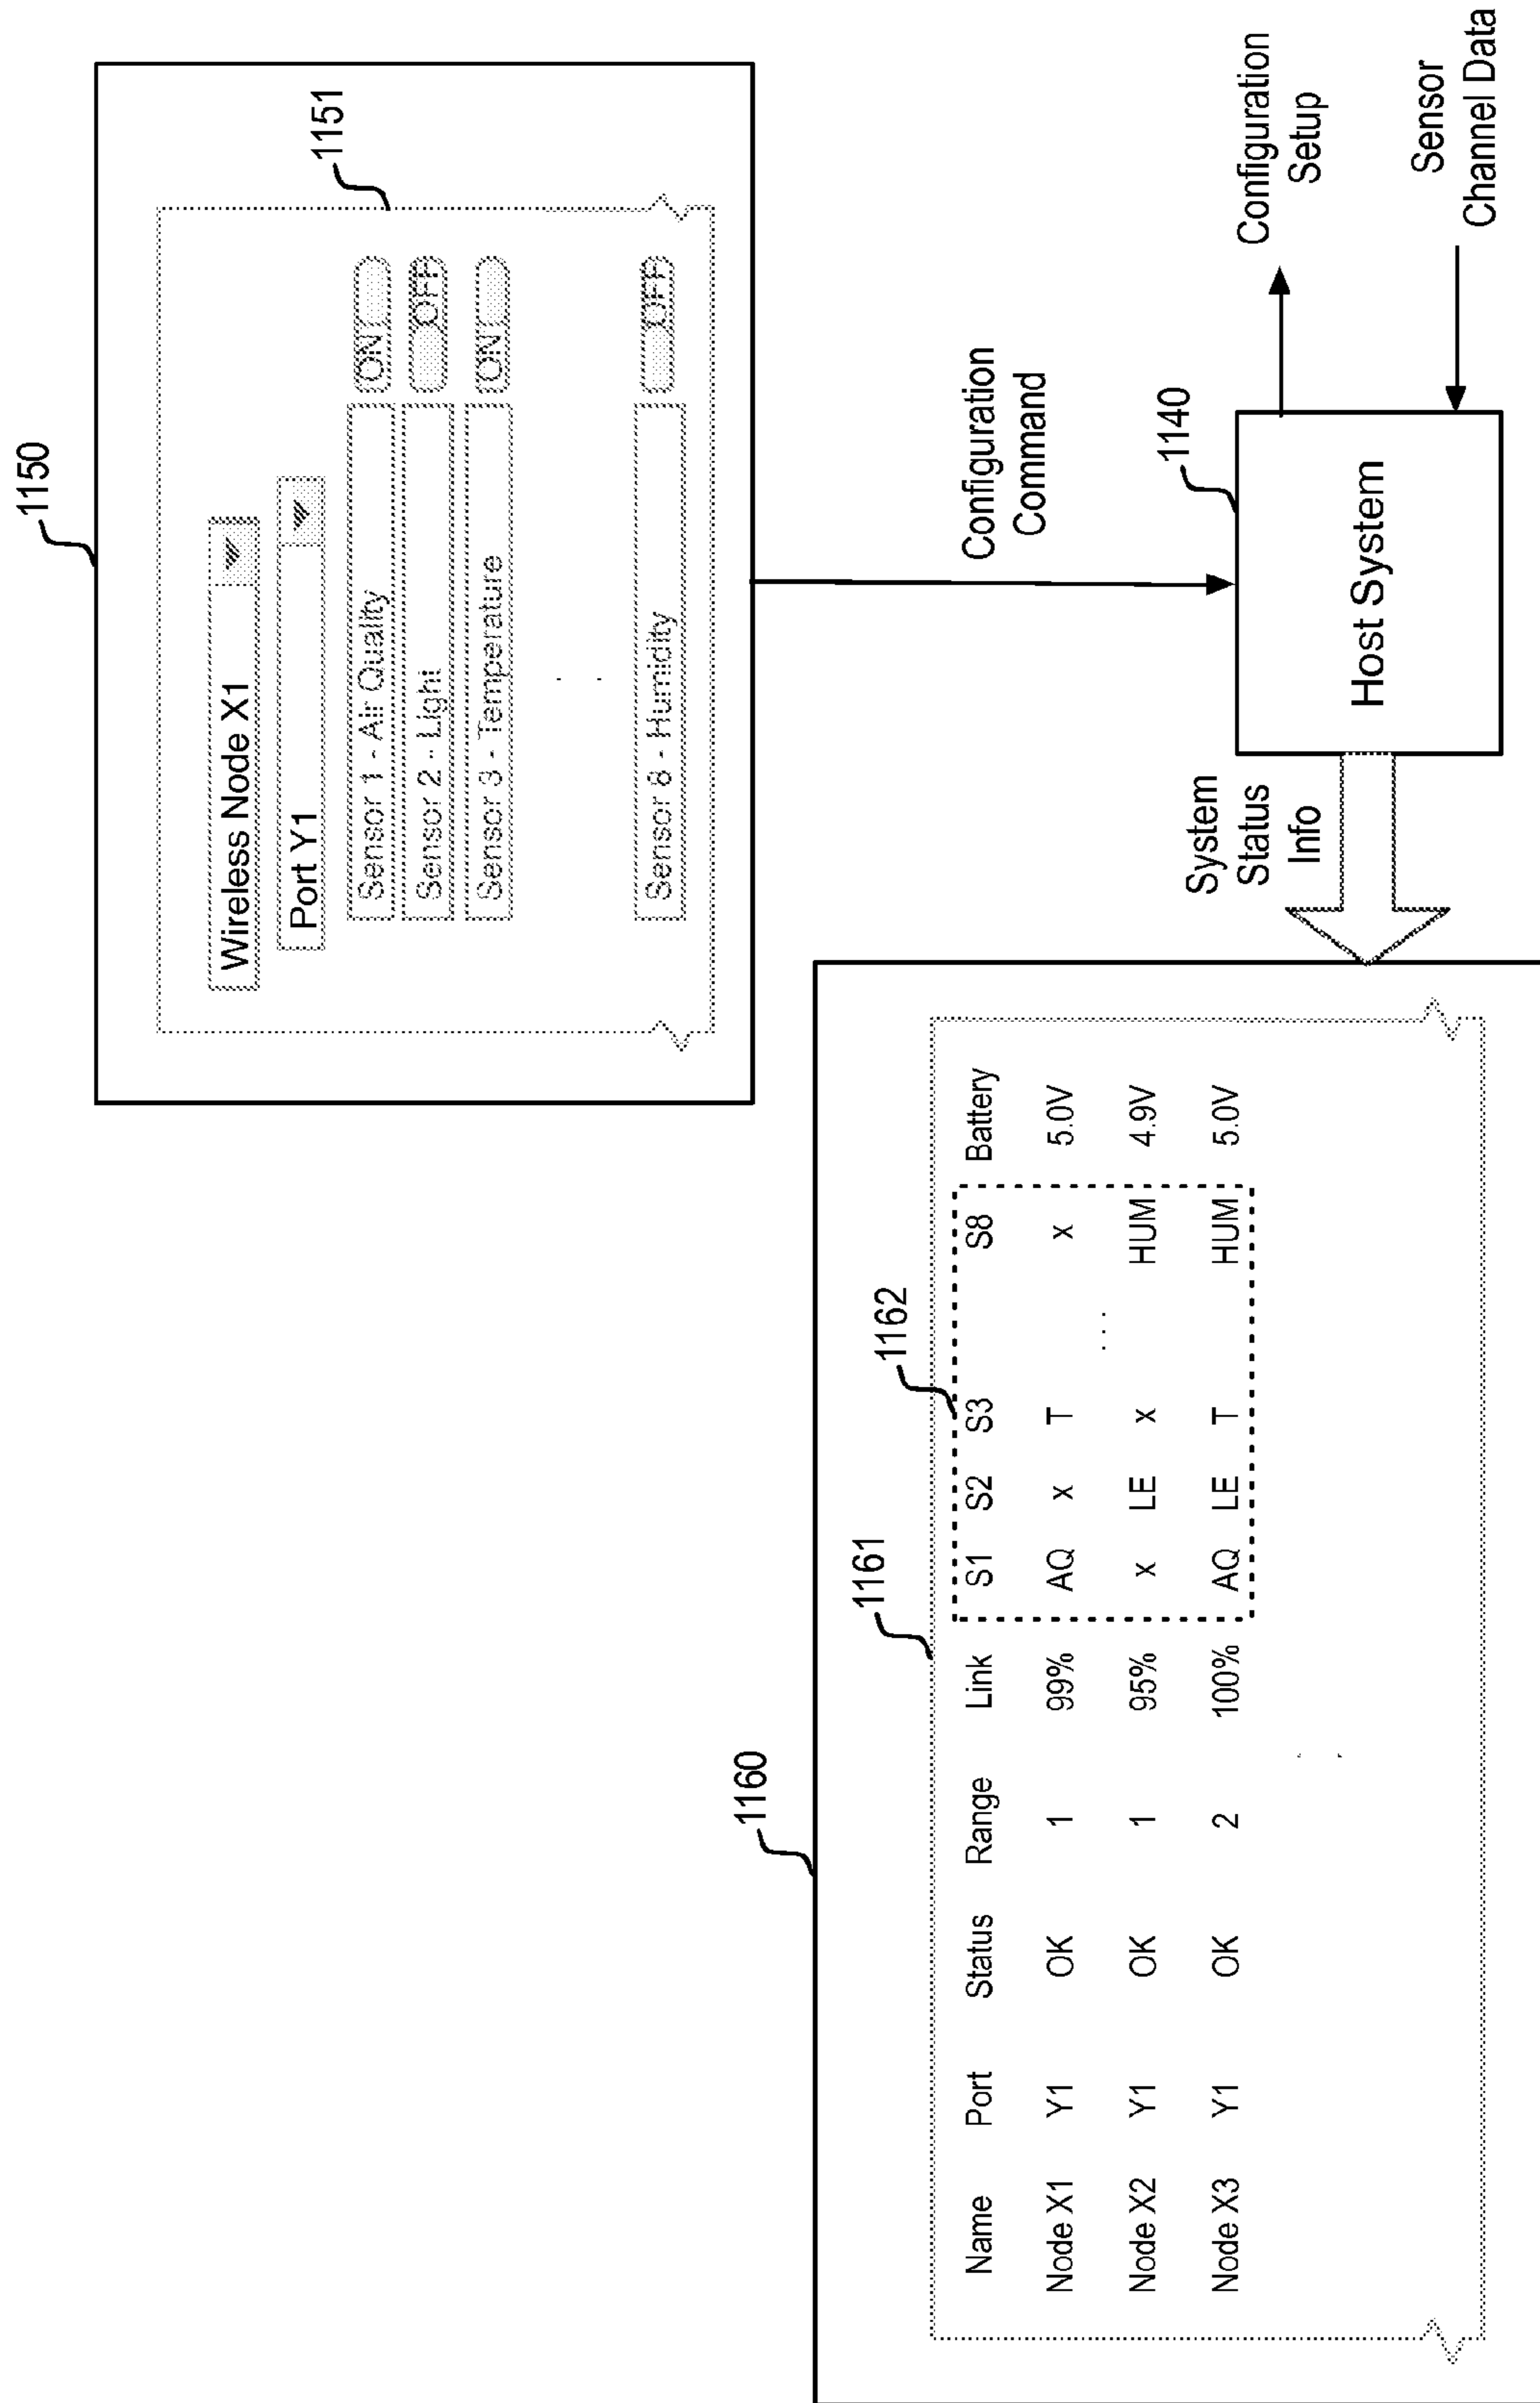 1150
1151
Wireless Node X1
Port Y1
Sensor 1 - Air Quality ON
Sensor 2 - Light OFF
Sensor 3 - Temperature ON
Sensor 8 - Humidity OFF
Configuration
Command
1140
Host System
Configuration
Setup
Sensor
Channel Data
System
Status
Info
1160
1161
1162
Name Port Status Range Link S1 S2 S3 S8 Battery
Node X1 Y1 OK 1 99% AQ x T x 5.0V
...
Node X2 Y1 OK 1 95% x LE x HUM 4.9V
Node X3 Y1 OK 2 100% AQ LE T HUM 5.0V